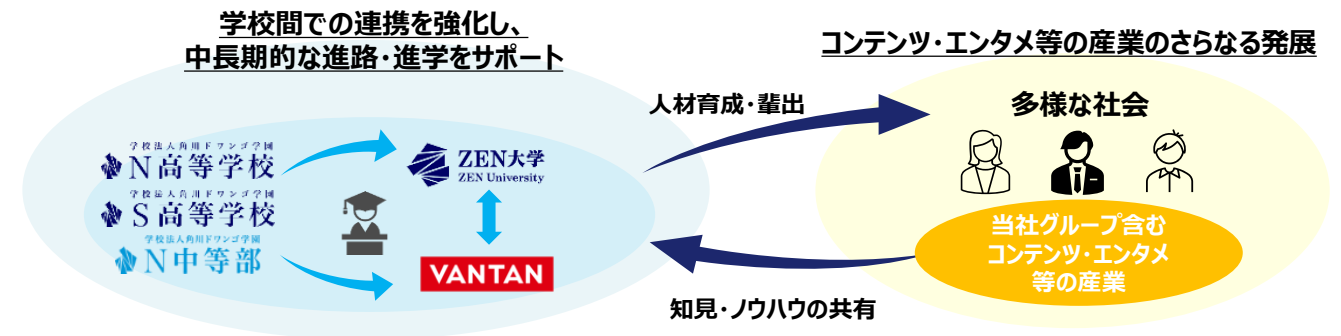 学校間での連携を強化し、
中長期的な進路・進学をサポート
学校法人角川ドワンゴ学園
N高等学校
学校法人角川ドワンゴ学園
S高等学校
学校法人角川ドワンゴ学園
N中等部
ZEN大学
ZEN University
VANTAN
人材育成・輩出
知見・ノウハウの共有
コンテンツ・エンタメ等の産業のさらなる発展
多様な社会
当社グループ含む
コンテンツ・エンタメ
等の産業